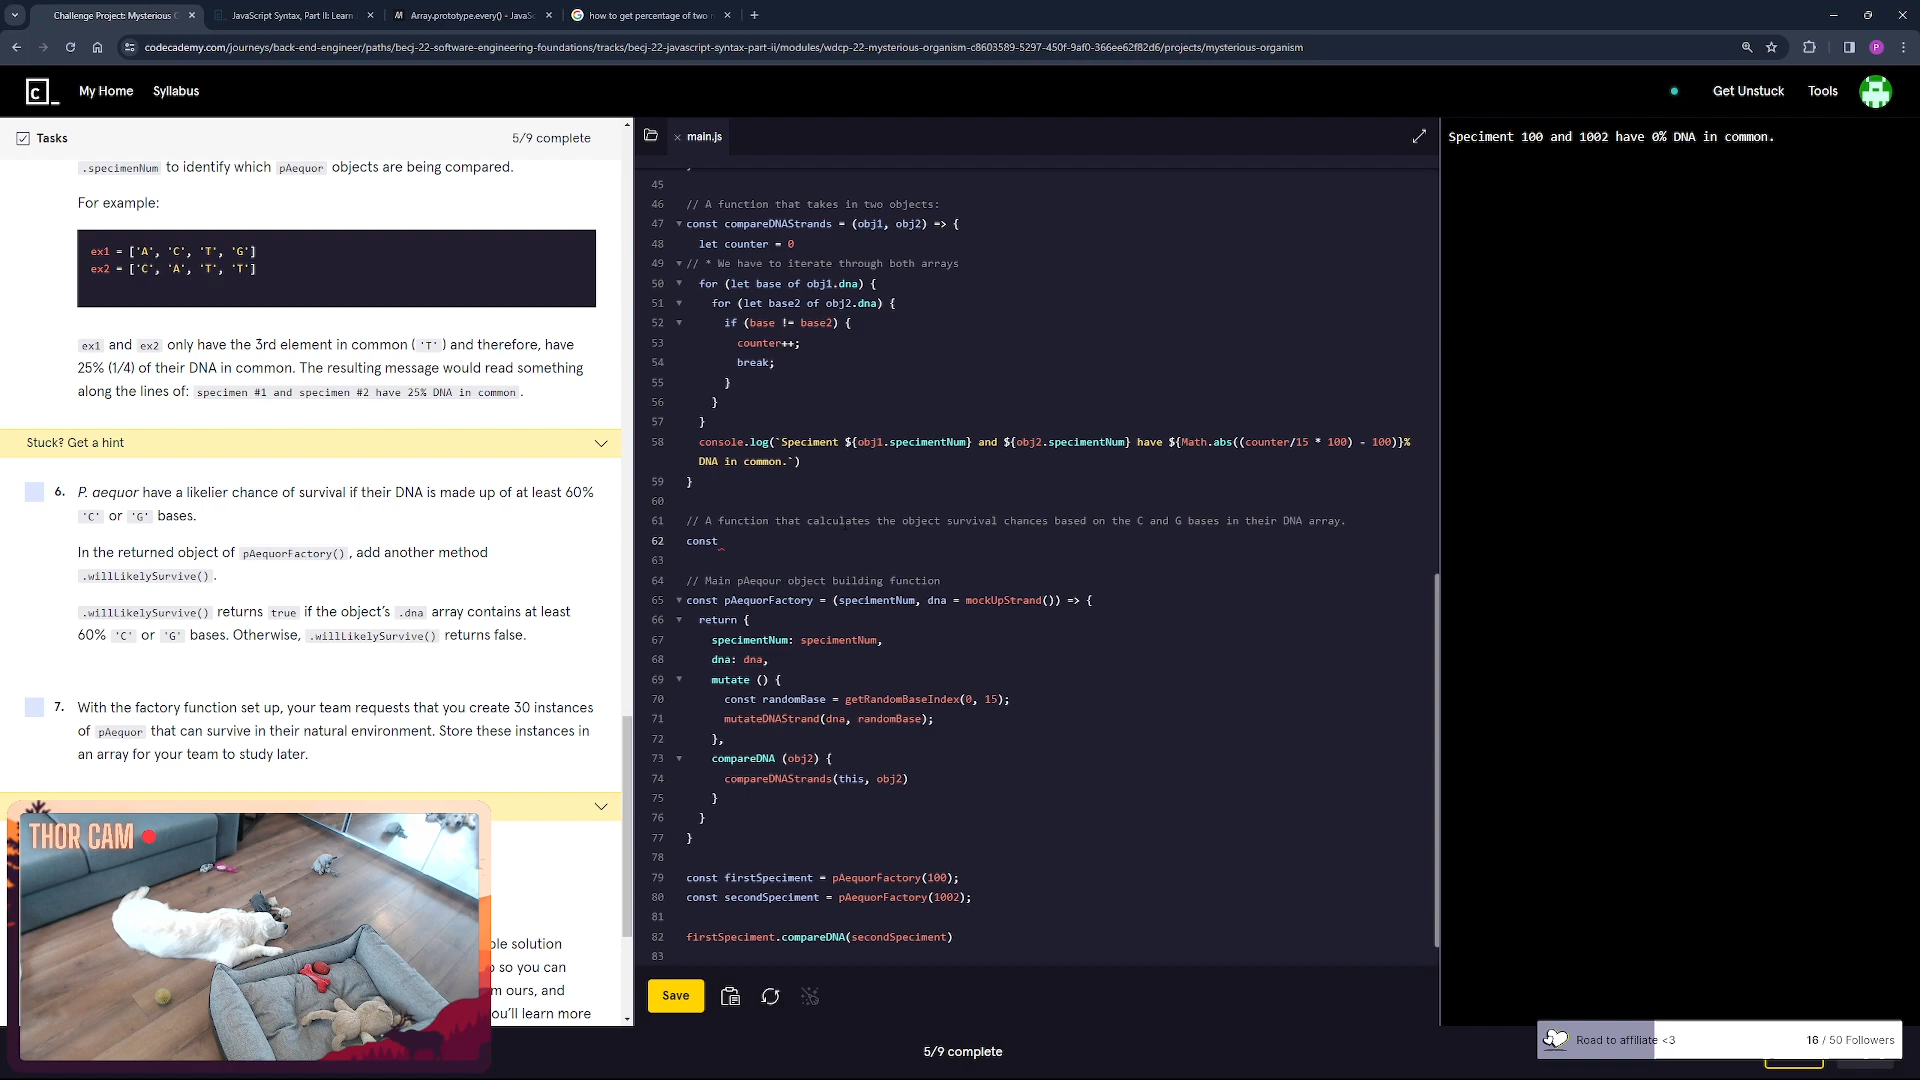 Challenge Project: Mysterious
JavaScript Syntax, Part II: Learn
Array.prototype.every() - JavaSc
how to get percentage of two
codecademy.com/journeys/back-end-engineer/paths/becj-22-software-engineering-foundations/tracks/becj-22-javascript-syntax-part-ii/modules/wdcp-22-mysterious-organism-c8603589-5297-450f-9af0-366ee62f82d6/projects/mysterious-organism
P
c_
My Home
Syllabus
Get Unstuck
Tools
Tasks
5/9 complete
.specimenNum to identify which pAequor objects are being compared.
For example:
ex1 = ['A', 'C', 'T', 'G']
ex2 = ['C', 'A', 'T', 'T']
ex1 and ex2 only have the 3rd element in common ( 'T' ) and therefore, have
25% (1/4) of their DNA in common. The resulting message would read something
along the lines of: specimen #1 and specimen #2 have 25% DNA in common .
Stuck? Get a hint
6. P. aequor have a likelier chance of survival if their DNA is made up of at least 60%
'C' or 'G' bases.
In the returned object of pAequorFactory() , add another method
.willLikelySurvive() .
.willLikelySurvive() returns true if the object's .dna array contains at least
60% 'C' or 'G' bases. Otherwise, .willLikelySurvive() returns false.
7. With the factory function set up, your team requests that you create 30 instances
of pAequor that can survive in their natural environment. Store these instances in
an array for your team to study later.
THOR CAM
ple solution
so you can
m ours, and
ou'll learn more
main.js
45
46 // A function that takes in two objects:
47 const compareDNAStrands = (obj1, obj2) => {
48 let counter = 0
49 // * We have to iterate through both arrays
50 for (let base of obj1.dna) {
51 for (let base2 of obj2.dna) {
52 if (base != base2) {
53 counter++;
54 break;
55 }
56 }
57 }
58 console.log(`Speciment ${obj1.specimentNum} and ${obj2.specimentNum} have ${Math.abs((counter/15 * 100) - 100)}%
DNA in common.`)
59 }
60
61 // A function that calculates the object survival chances based on the C and G bases in their DNA array.
62 const
63
64 // Main pAeqour object building function
65 const pAequorFactory = (specimentNum, dna = mockUpStrand()) => {
66 return {
67 specimentNum: specimentNum,
68 dna: dna,
69 mutate () {
70 const randomBase = getRandomBaseIndex(0, 15);
71 mutateDNAStrand(dna, randomBase);
72 },
73 compareDNA (obj2) {
74 compareDNAStrands(this, obj2)
75 }
76 }
77 }
78
79 const firstSpeciment = pAequorFactory(100);
80 const secondSpeciment = pAequorFactory(1002);
81
82 firstSpeciment.compareDNA(secondSpeciment)
83
Save
Speciment 100 and 1002 have 0% DNA in common.
5/9 complete
Road to affiliate <3
16 / 50 Followers